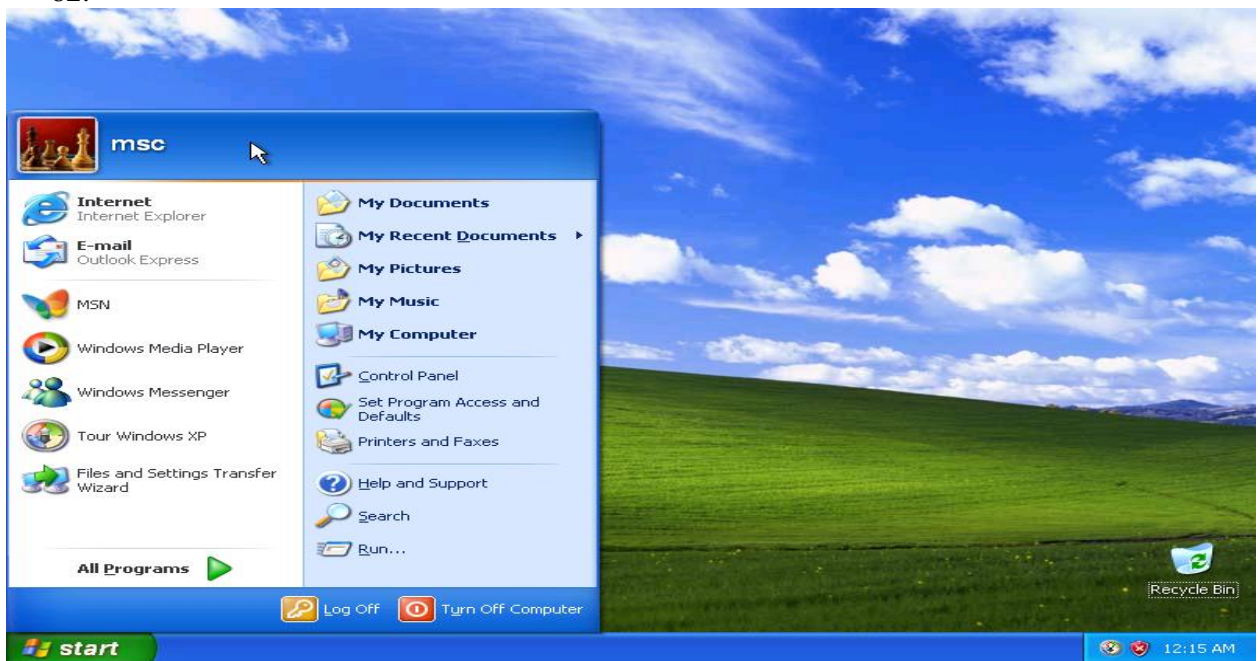 msc
Internet
Internet Explorer
E-mail
Outlook Express
MSN
Windows Media Player
Windows Messenger
Tour Windows XP
Files and Settings Transfer
Wizard
All Programs
My Documents
My Recent Documents
My Pictures
My Music
My Computer
Control Panel
Set Program Access and
Defaults
Printers and Faxes
Help and Support
Search
Run...
Log Off
Turn Off Computer
Recycle Bin
start
12:15 AM